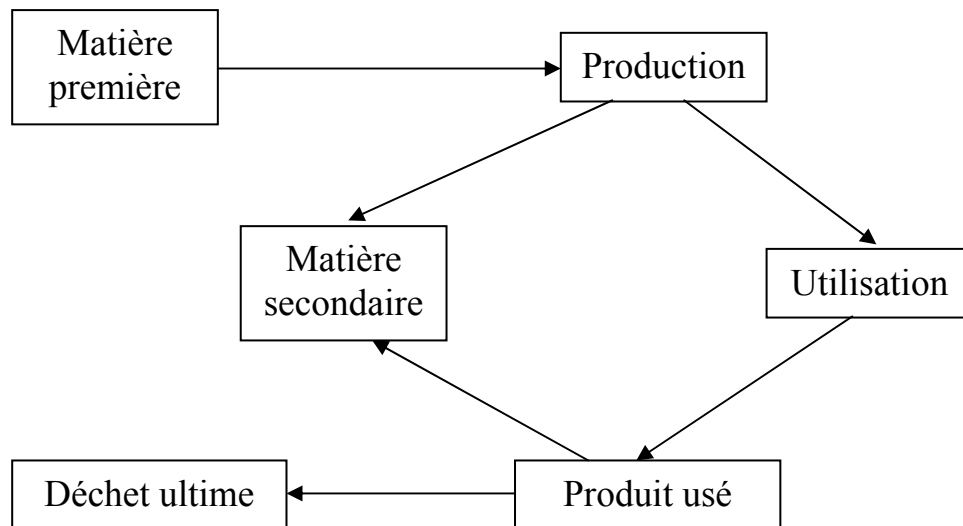 Matière
première
Production
Matière
secondaire
Utilisation
Déchet ultime
Produit usé